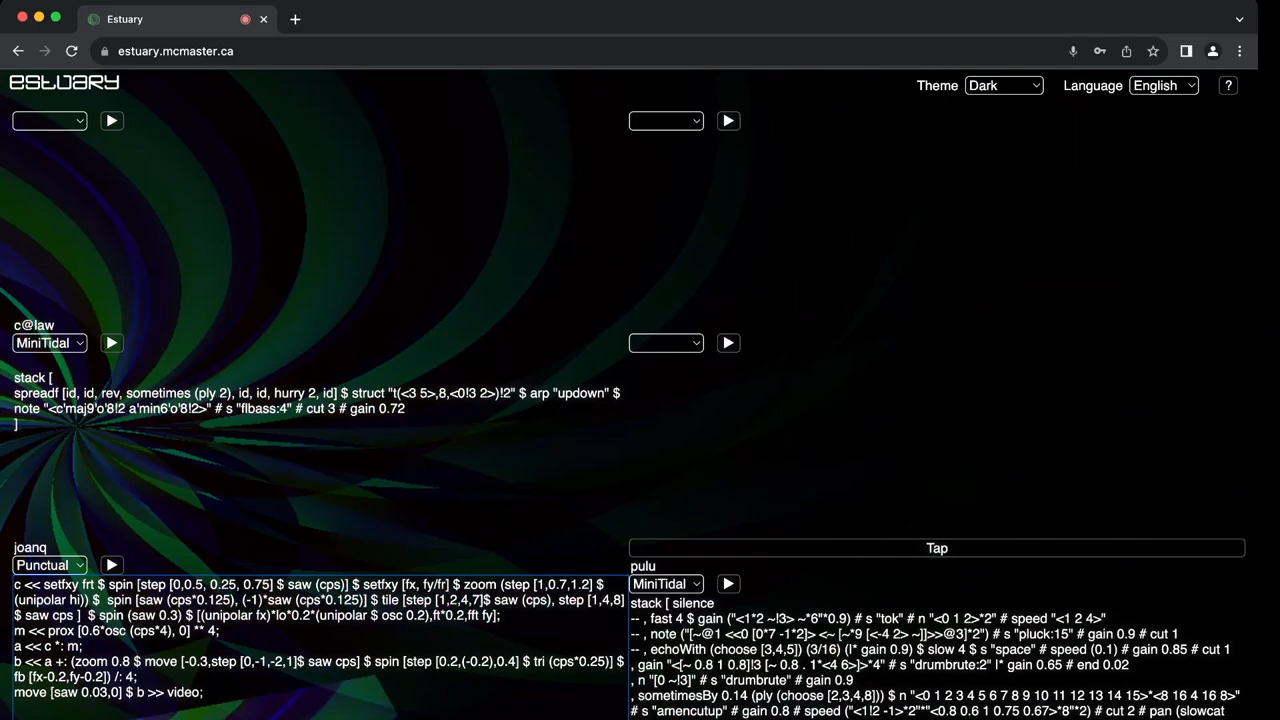 Estuary
estuary.mcmaster.ca
ESTUARY
Theme Dark Language English ?
c@law
MiniTidal
stack [
spreadf [id, id, rev, sometimes (ply 2), id, id, hurry 2, id] $ struct "t(<3 5>,8,<0!3 2>)!2" $ arp "updown" $
note "<c'maj9'o'8!2 a'min6'o'8!2>" # s "flbass:4" # cut 3 # gain 0.72
]
joanq
Punctual
c << setfxy frt $ spin [step [0,0.5, 0.25, 0.75] $ saw (cps)] $ setfxy [fx, fy/fr] $ zoom (step [1,0.7,1.2] $
(unipolar hi)) $  spin [saw (cps*0.125), (-1)*saw (cps*0.125)] $ tile [step [1,2,4,7]$ saw (cps), step [1,4,8]
$ saw cps ]  $ spin (saw 0.3) $ [(unipolar fx)*lo*0.2*(unipolar $ osc 0.2),ft*0.2,fft fy];
m << prox [0.6*osc (cps*4), 0] ** 4;
a << c *: m;
b << a +: (zoom 0.8 $ move [-0.3,step [0,-1,-2,1]$ saw cps] $ spin [0.2,(-0.2),0.4] $ tri (cps*0.25)] $
fb [fx-0.2,fy-0.2]) /: 4;
move [saw 0.03,0] $ b >> video;
Tap
pulu
MiniTidal
stack [ silence
-- , fast 4 $ gain ("<1*2 ~!3> ~*6"*0.9) # s "tok" # n "<0 1 2>*2" # speed "<1 2 4>"
-- , note ("[~@1 <<0 [0*7 -1*2]> <~ [~*9 [<-4 2> ~]]>>@3]*2") # s "pluck:15" # gain 0.9 # cut 1
-- , echoWith (choose [3,4,5]) (3/16) (|* gain 0.9) $ slow 4 $ s "space" # speed (0.1) # gain 0.85 # cut 1
, gain "<[~ 0.8 1 0.8]!3 [~ 0.8 . 1*<4 6>]>*4" # s "drumbrute:2" |* gain 0.65 # end 0.02
, n "[0 ~!3]" # s "drumbrute" # gain 0.9
, sometimesBy 0.14 (ply (choose [2,3,4,8])) $ n "<0 1 2 3 4 5 6 7 8 9 10 11 12 13 14 15>*<8 16 4 16 8>"
# s "amencutup" # gain 0.8 # speed ("<1!2 -1>*2"*"<0.8 0.6 1 0.75 0.67>*8"*2) # cut 2 # pan (slowcat